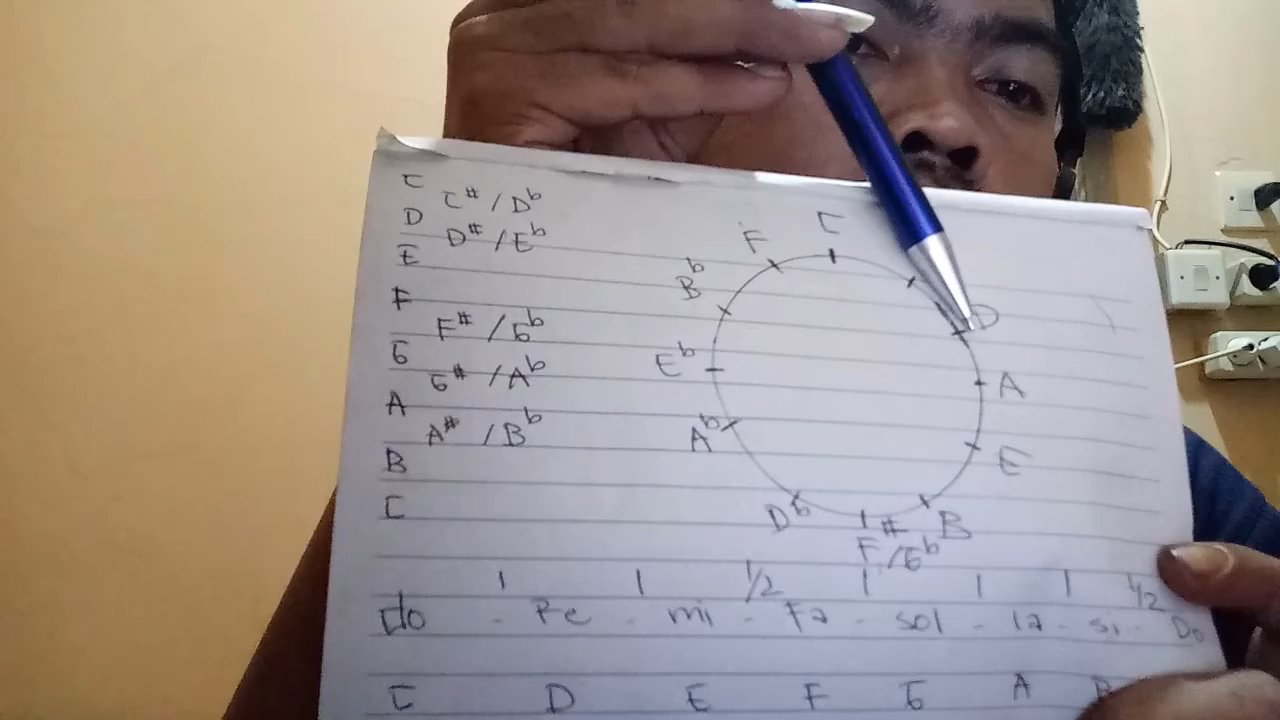 C
C# / Db
D
D# / Eb
E
F
F# / Gb
G
G# / Ab
A
A# / Bb
B
C
C
F
Bb
Eb
Ab
Db
F# / Gb
B
E
A
D
1 1 1/2 1 1 1 1/2
do - Re - mi - Fa - sol - la - si - Do
C D E F G A B